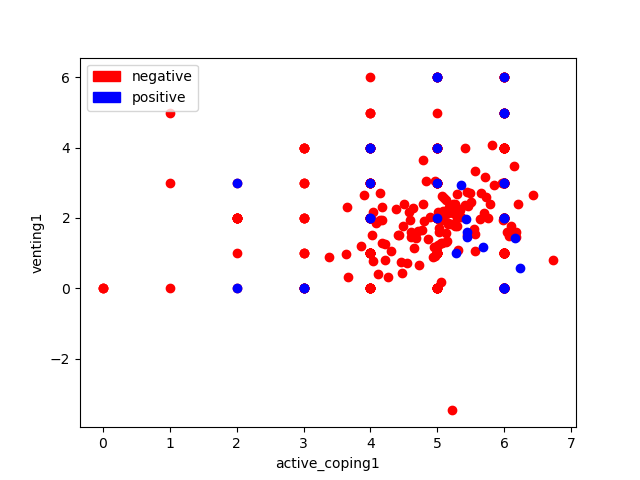 negative
positive
6
4
2
0
−2
venting1
0 1 2 3 4 5 6 7
active_coping1